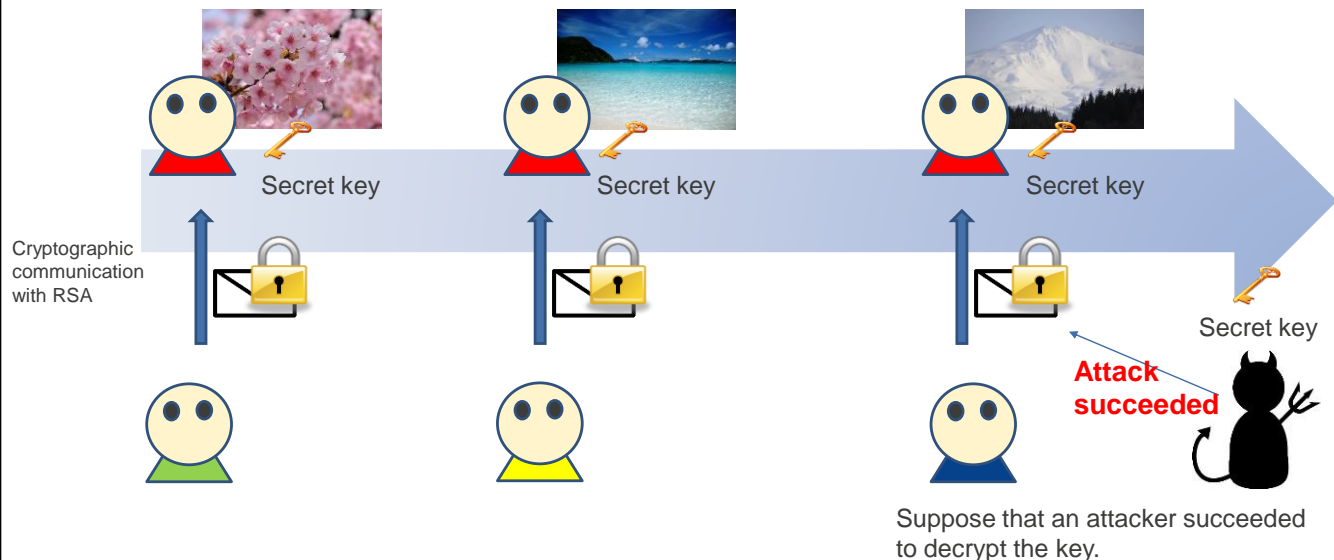 Secret key
Secret key
Secret key
Cryptographic
communication
with RSA
Secret key
Attack
succeeded
Suppose that an attacker succeeded
to decrypt the key.